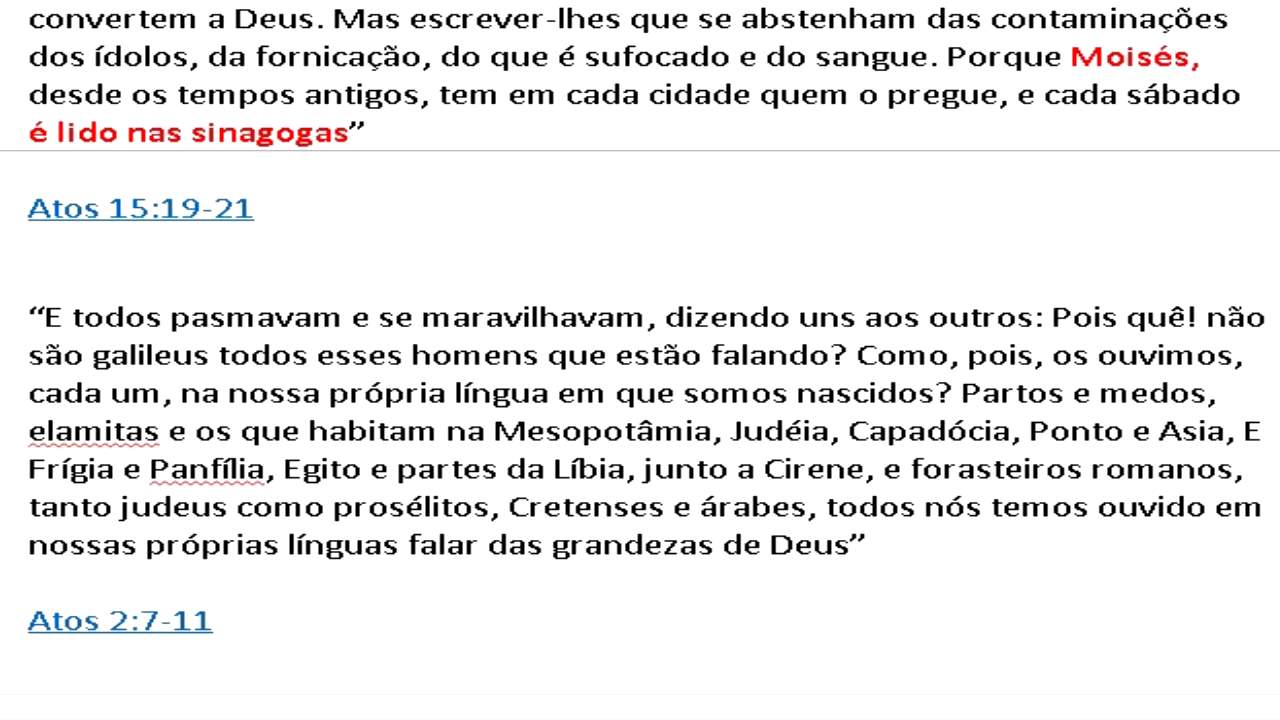 convertem a Deus. Mas escrever-lhes que se abstenham das contaminações
dos ídolos, da fornicação, do que é sufocado e do sangue. Porque Moisés,
desde os tempos antigos, tem em cada cidade quem o pregue, e cada sábado
é lido nas sinagogas”
Atos 15:19-21
“E todos pasmavam e se maravilhavam, dizendo uns aos outros: Pois quê! não
são galileus todos esses homens que estão falando? Como, pois, os ouvimos,
cada um, na nossa própria língua em que somos nascidos? Partos e medos,
elamitas e os que habitam na Mesopotâmia, Judéia, Capadócia, Ponto e Asia, E
Frígia e Panfília, Egito e partes da Líbia, junto a Cirene, e forasteiros romanos,
tanto judeus como prosélitos, Cretenses e árabes, todos nós temos ouvido em
nossas próprias línguas falar das grandezas de Deus”
Atos 2:7-11